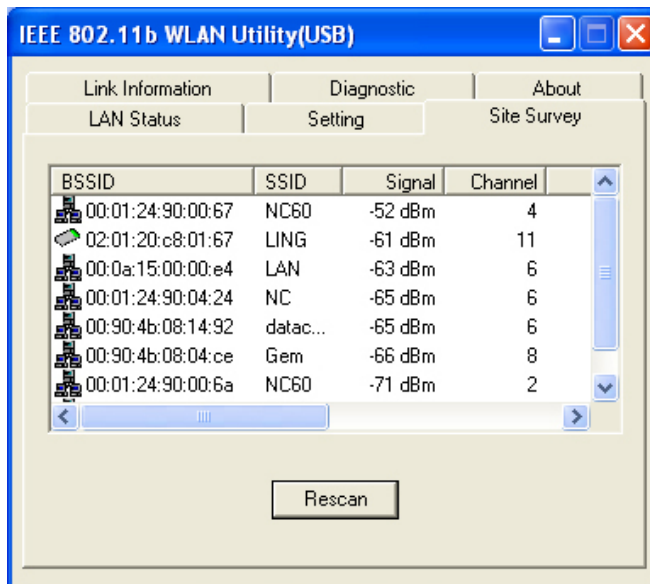 IEEE 802.11b WLAN Utility(USB)
Link Information Diagnostic About
LAN Status Setting Site Survey
BSSID SSID Signal Channel
00:01:24:90:00:67 NC60 -52 dBm 4
02:01:20:c8:01:67 LING -61 dBm 11
00:0a:15:00:00:e4 LAN -63 dBm 6
00:01:24:90:04:24 NC -65 dBm 6
00:90:4b:08:14:92 datac... -65 dBm 6
00:90:4b:08:04:ce Gem -66 dBm 8
00:01:24:90:00:6a NC60 -71 dBm 2
Rescan